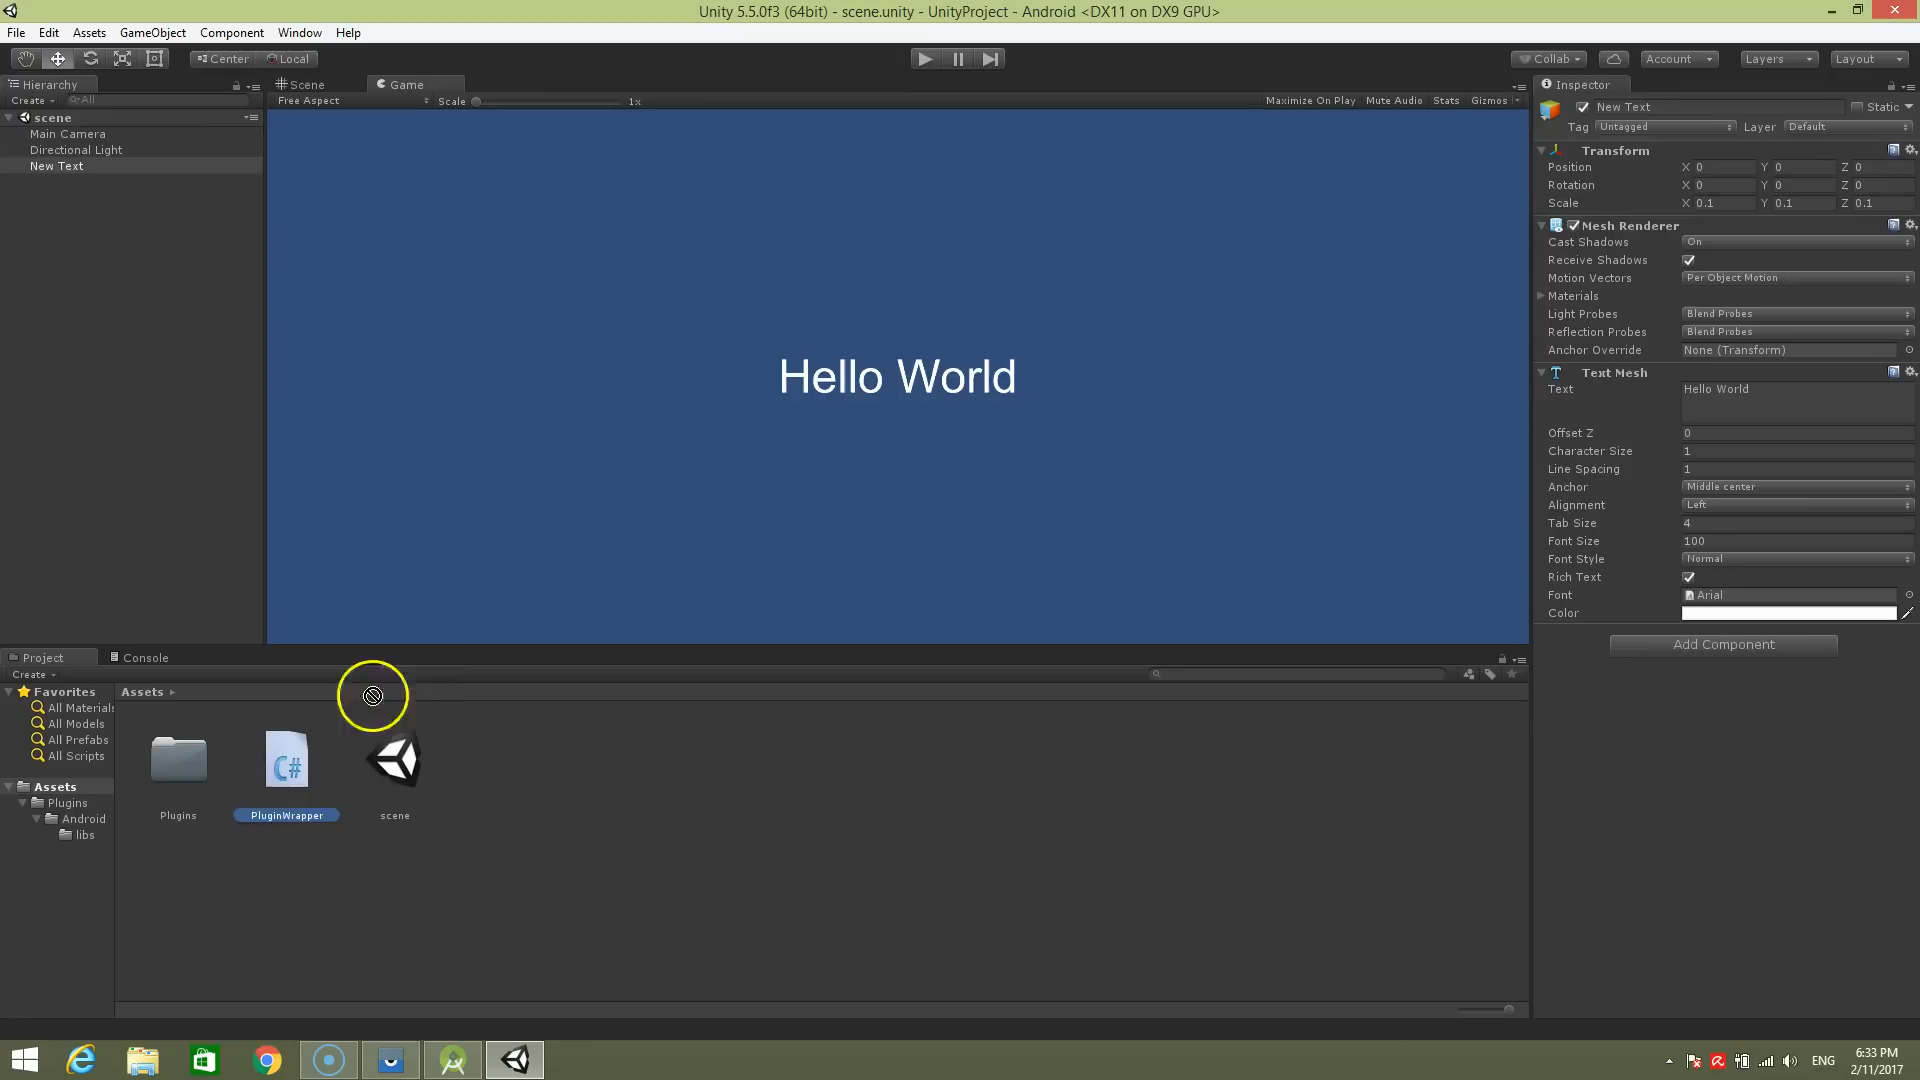 Unity 5.5.0f3 (64bit) - scene.unity - UnityProject - Android <DX11 on DX9 GPU>
File Edit Assets GameObject Component Window Help
Center Local
Collab Account Layers Layout
Hierarchy
Create All
scene
Main Camera
Directional Light
New Text
Scene Game
Free Aspect Scale 1x Maximize On Play Mute Audio Stats Gizmos
Hello World
Inspector
New Text Static
Tag Untagged Layer Default
Transform
Position X 0 Y 0 Z 0
Rotation X 0 Y 0 Z 0
Scale X 0.1 Y 0.1 Z 0.1
Mesh Renderer
Cast Shadows On
Receive Shadows
Motion Vectors Per Object Motion
Materials
Light Probes Blend Probes
Reflection Probes Blend Probes
Anchor Override None (Transform)
Text Mesh
Text Hello World
Offset Z 0
Character Size 1
Line Spacing 1
Anchor Middle center
Alignment Left
Tab Size 4
Font Size 100
Font Style Normal
Rich Text
Font Arial
Color
Add Component
Project Console
Create
Favorites
All Materials
All Models
All Prefabs
All Scripts
Assets
Plugins
Android
libs
Assets
C#
Plugins PluginWrapper scene
ENG
6:33 PM
2/11/2017